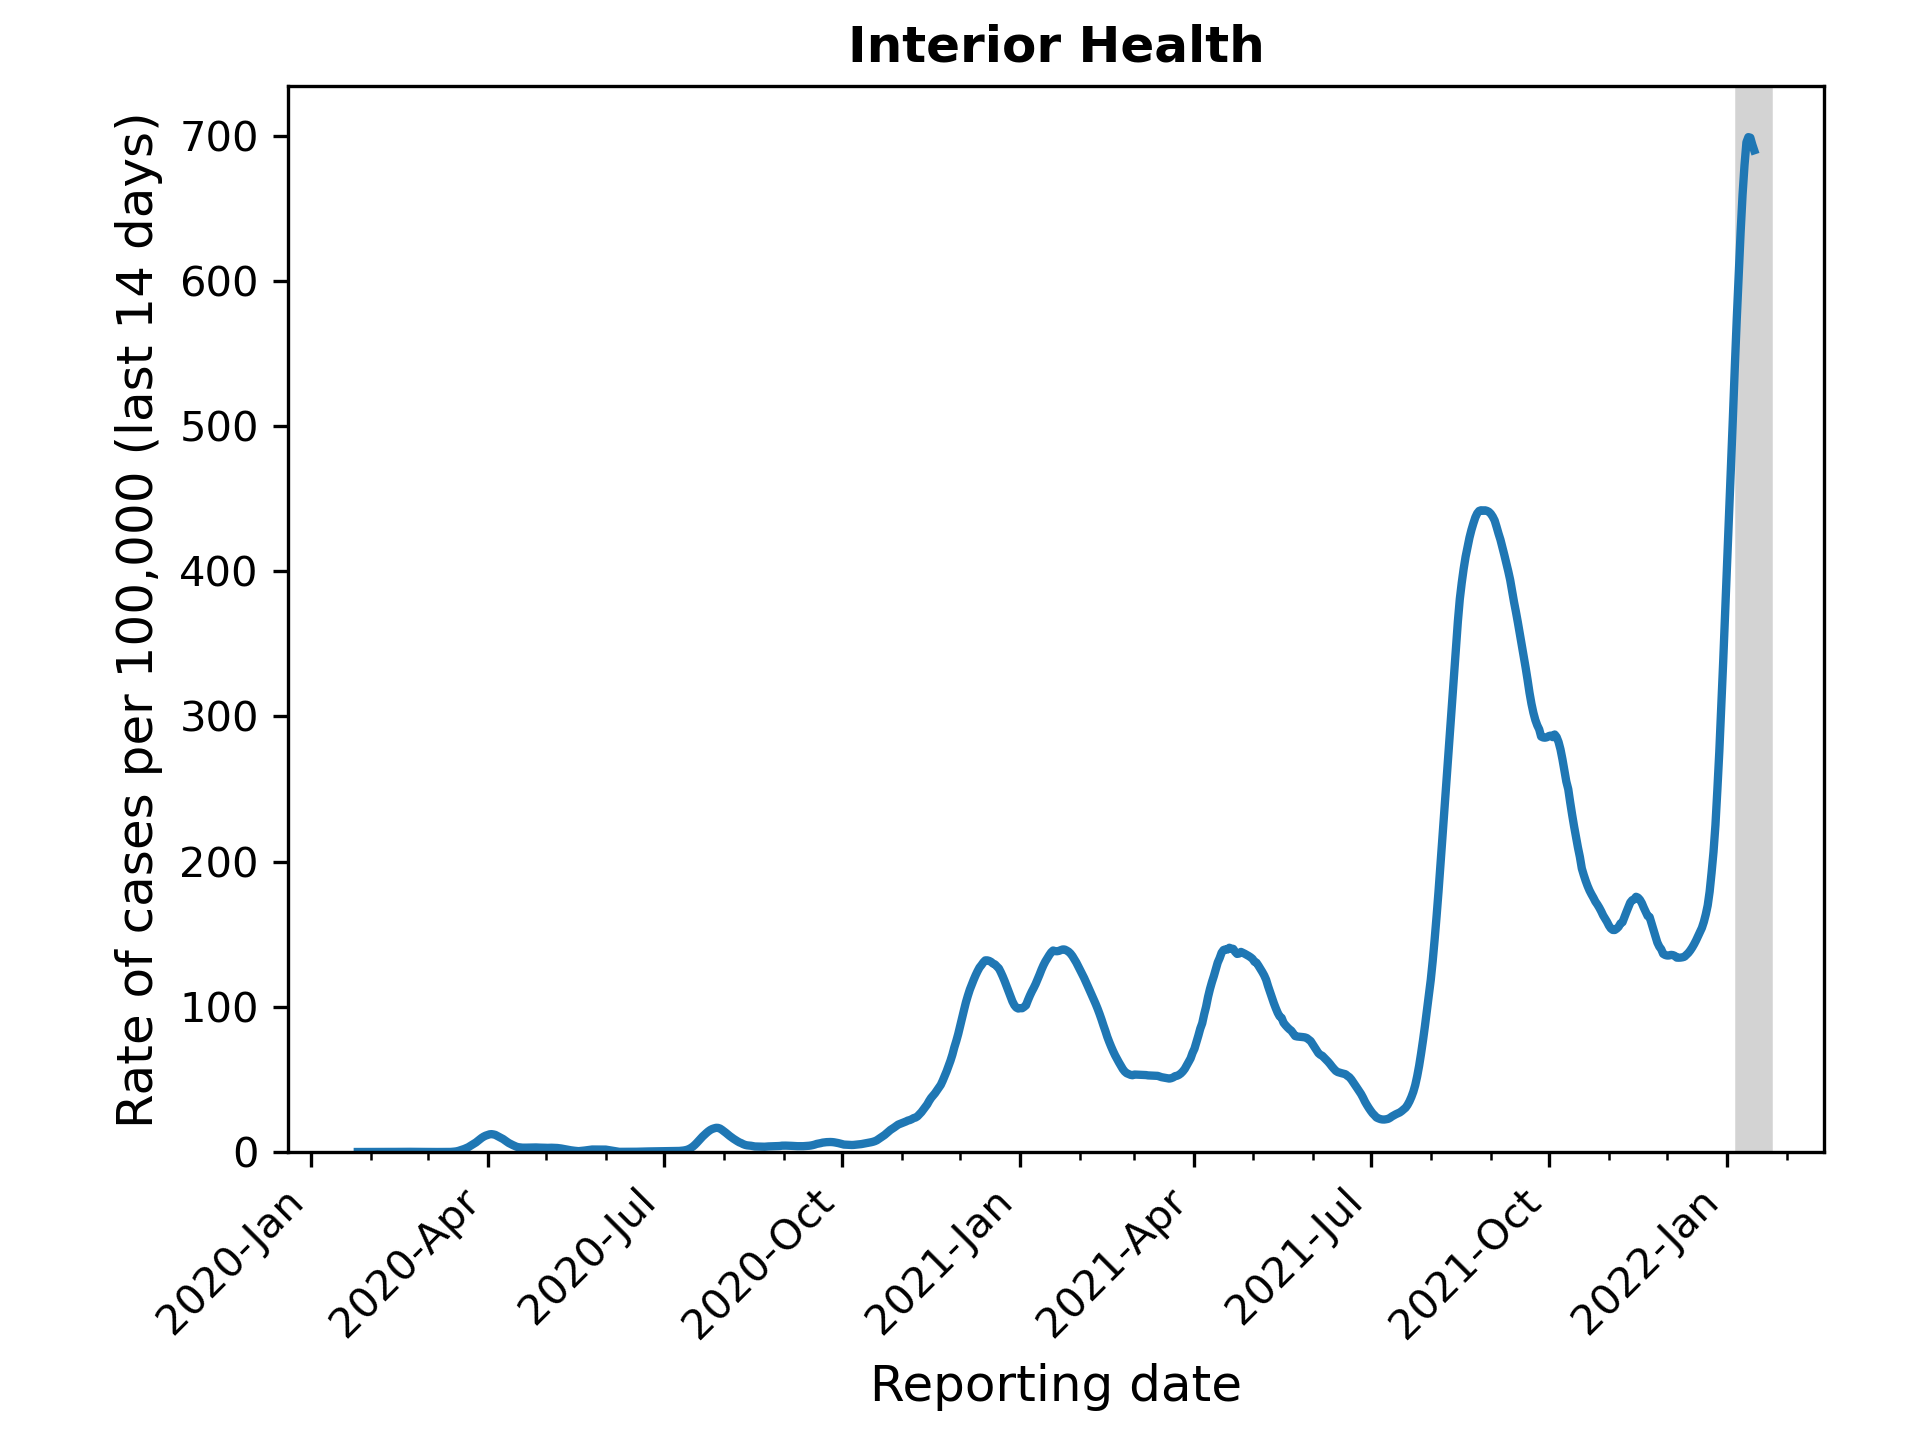 Interior Health
Rate of cases per 100,000 (last 14 days)
700
600
500
400
300
200
100
0
2020-Jan
2020-Apr
2020-Jul
2020-Oct
2021-Jan
2021-Apr
2021-Jul
2021-Oct
2022-Jan
Reporting date